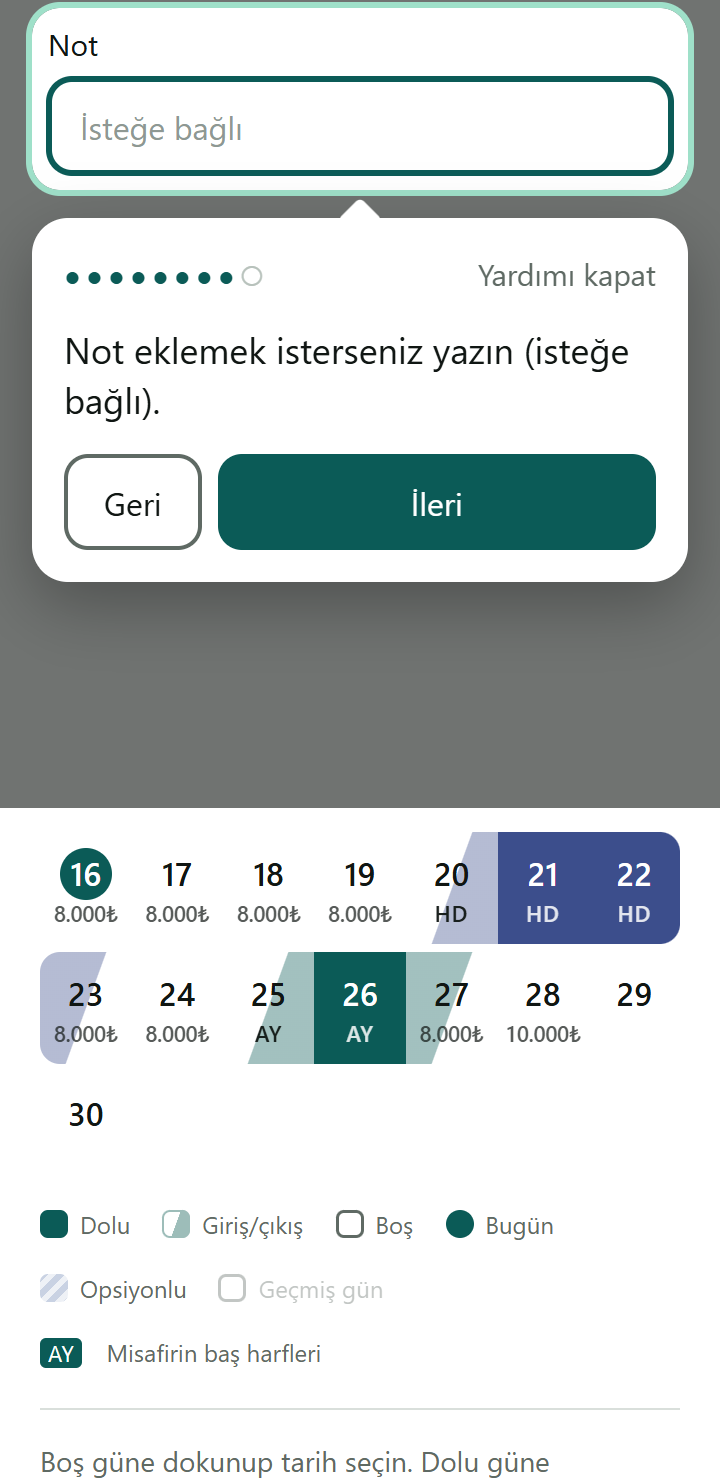 Not
İsteğe bağlı
Yardımı kapat
Not eklemek isterseniz yazın (isteğe
bağlı).
Geri İleri
16 17 18 19 20 21 22
8.000₺ 8.000₺ 8.000₺ 8.000₺ HD HD HD
23 24 25 26 27 28 29
8.000₺ 8.000₺ AY AY 8.000₺ 10.000₺
30
Dolu Giriş/çıkış Boş Bugün
Opsiyonlu Geçmiş gün
AY Misafirin baş harfleri
Boş güne dokunup tarih seçin. Dolu güne